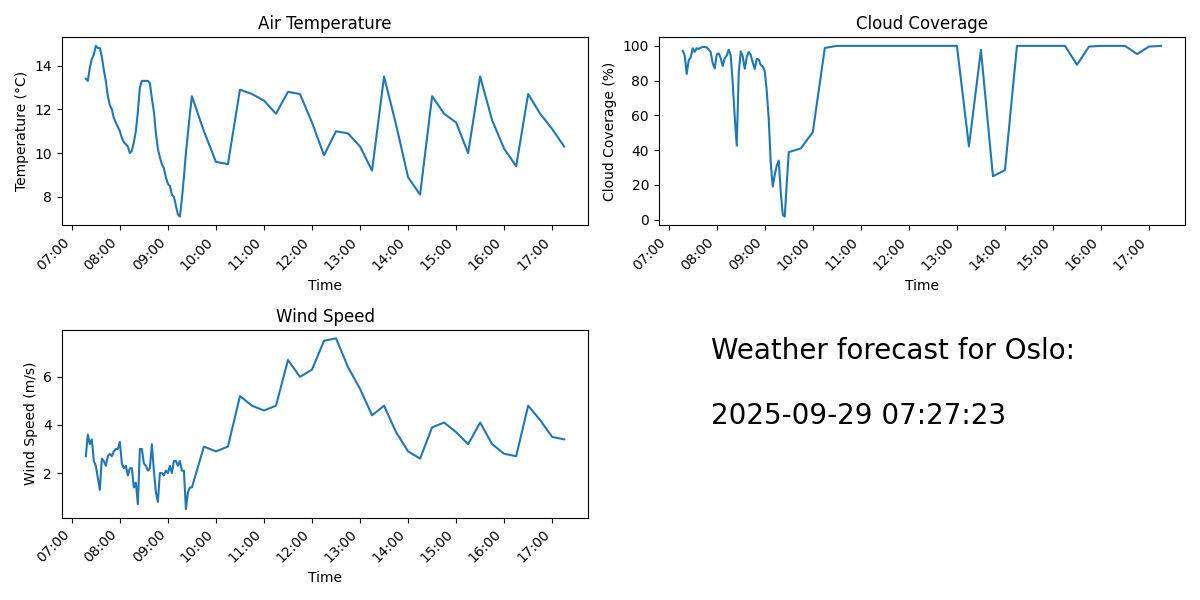 Air Temperature
Temperature (°C)
14
12
10
8
07:00 08:00 09:00 10:00 11:00 12:00 13:00 14:00 15:00 16:00 17:00
Time
Cloud Coverage
Cloud Coverage (%)
100
80
60
40
20
0
07:00 08:00 09:00 10:00 11:00 12:00 13:00 14:00 15:00 16:00 17:00
Time
Wind Speed
Wind Speed (m/s)
6
4
2
07:00 08:00 09:00 10:00 11:00 12:00 13:00 14:00 15:00 16:00 17:00
Time
Weather forecast for Oslo:
2025-09-29 07:27:23